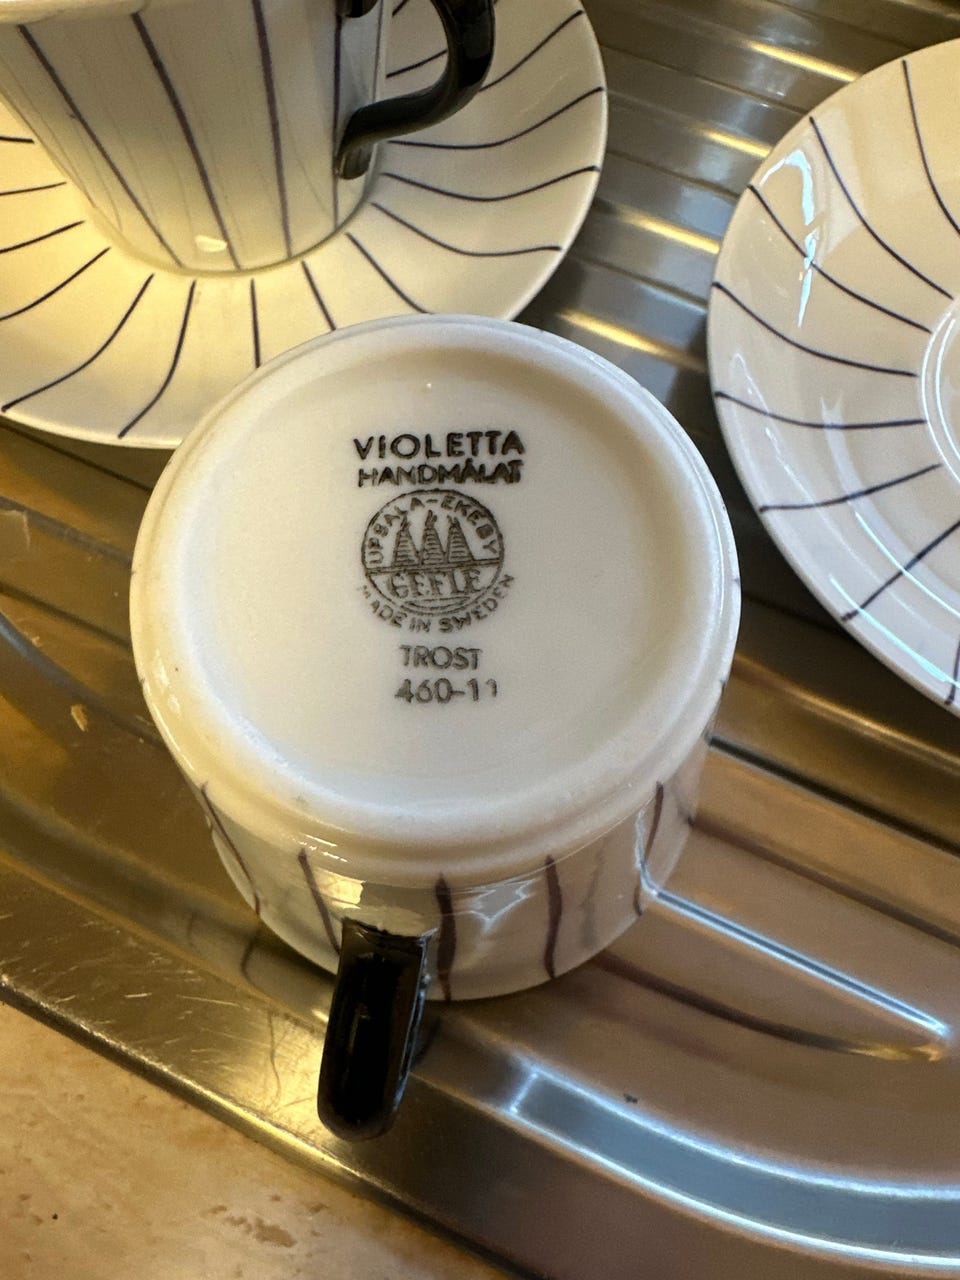 VIOLETTA
HANDMÅLAT
UPSALA-EKEBY
GEFLE
MADE IN SWEDEN
TROST
460-11